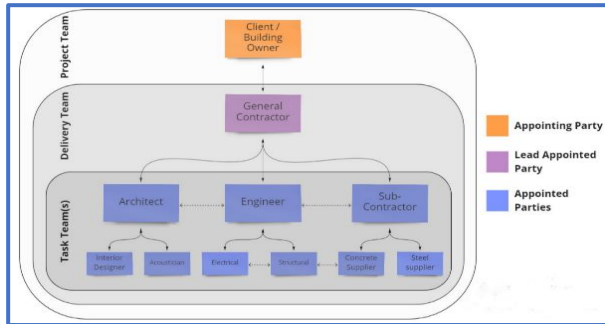 Project Team
Client /
Building
Owner
Delivery Team
General
Contractor
Task Team(s)
Architect
Engineer
Sub-
Contractor
Interior
Designer
Acoustician
Electrical
Structural
Concrete
Supplier
Steel
supplier
Appointing Party
Lead Appointed
Party
Appointed
Parties